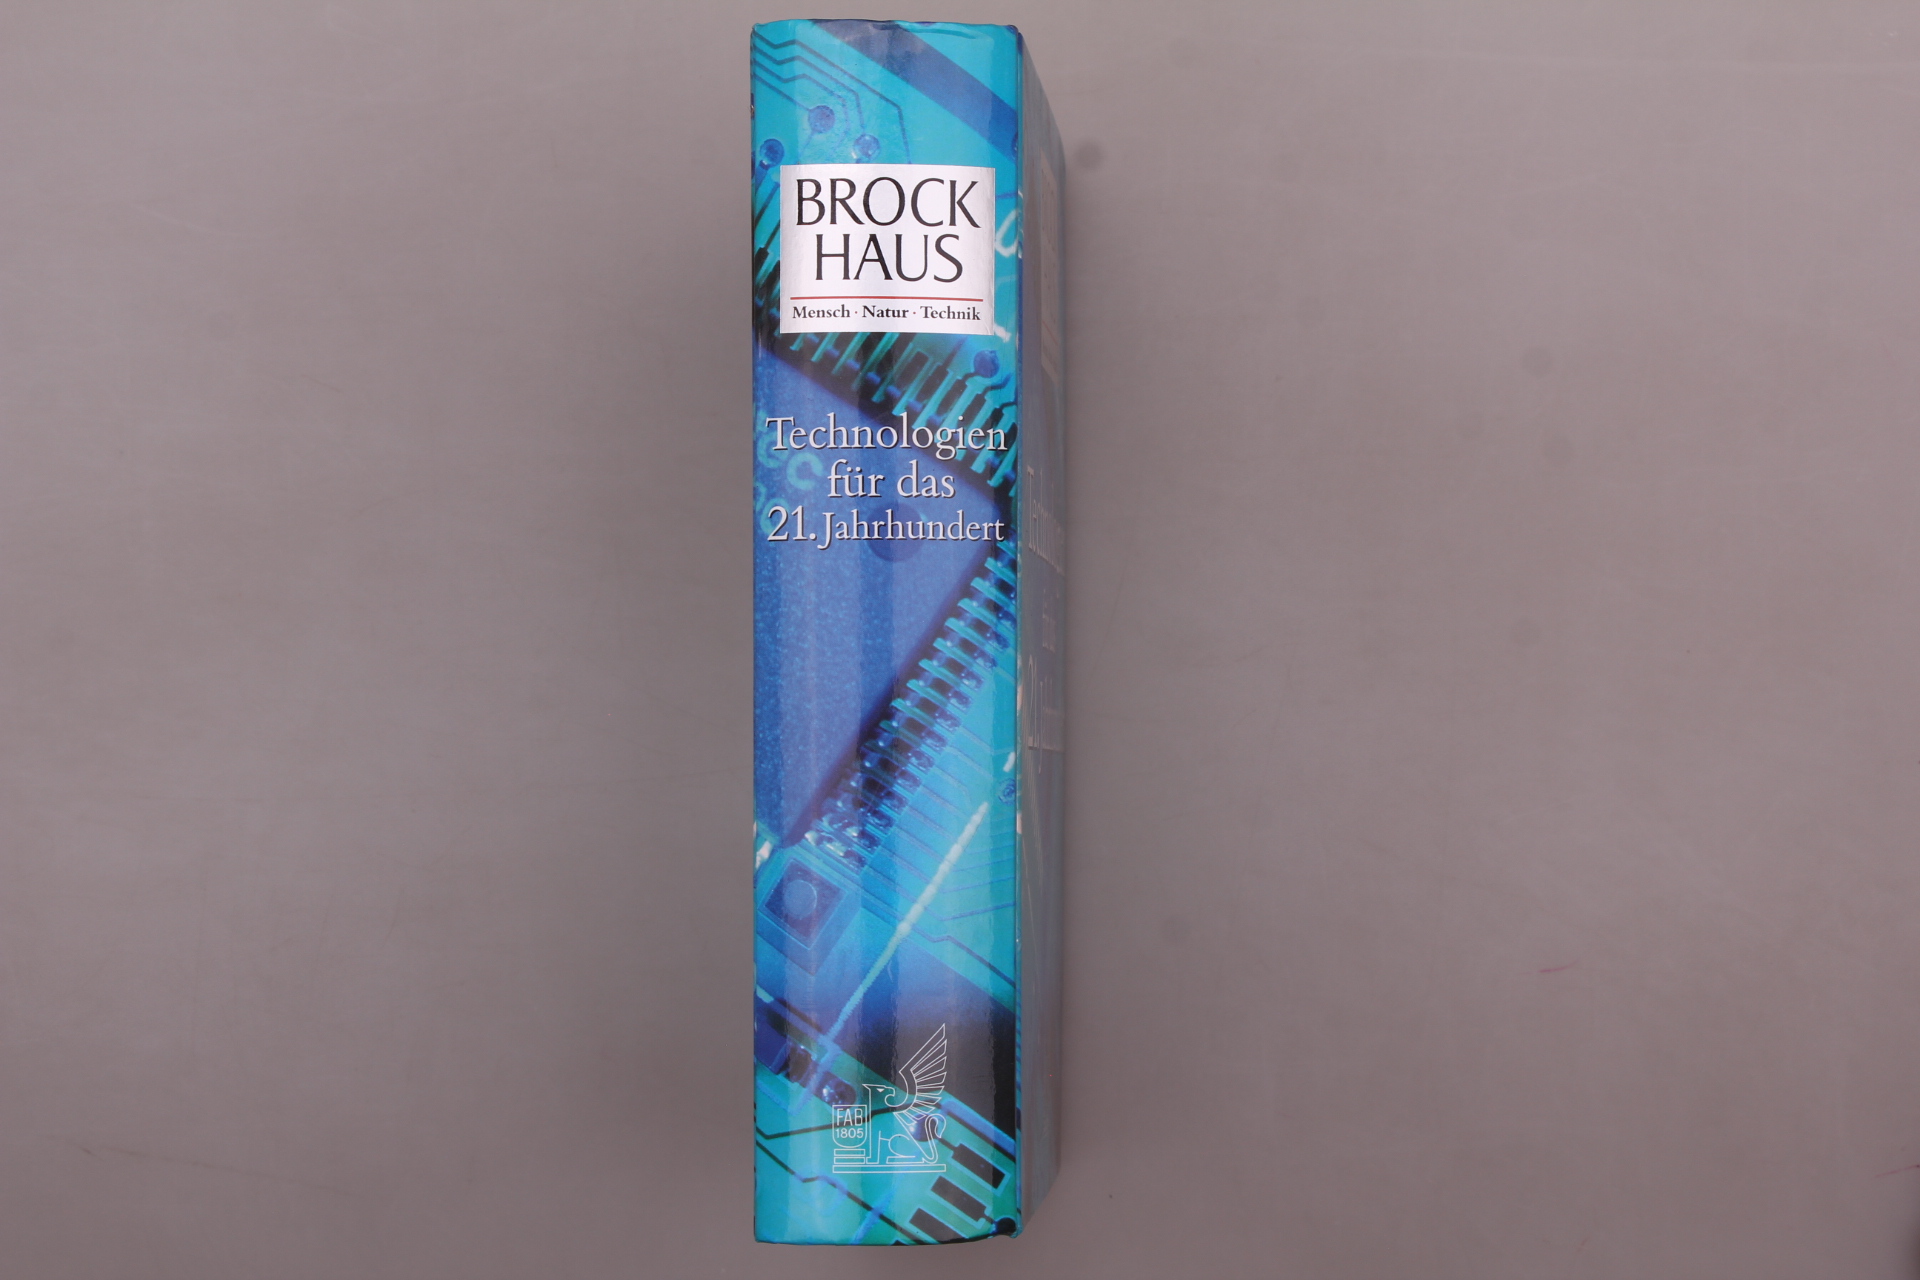 BROCK
HAUS
Mensch · Natur · Technik
Technologien
für das
21. Jahrhundert
FAB
1805